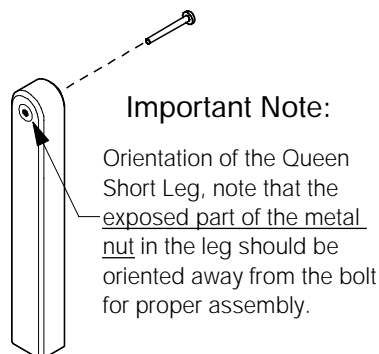 Important Note:
Orientation of the Queen
Short Leg, note that the
exposed part of the metal
nut in the leg should be
oriented away from the bolt
for proper assembly.